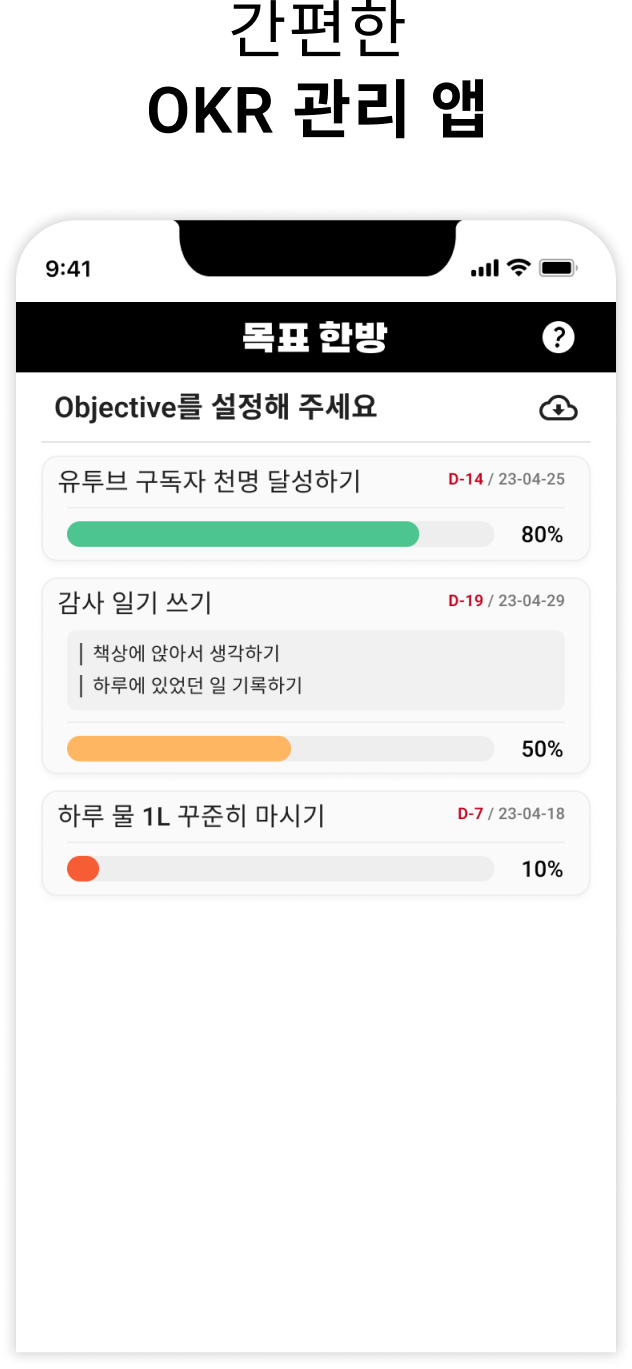 간편한
OKR 관리 앱
9:41
목표 한방
?
Objective를 설정해 주세요
유투브 구독자 천명 달성하기 D-14 / 23-04-25
80%
감사 일기 쓰기 D-19 / 23-04-29
| 책상에 앉아서 생각하기
| 하루에 있었던 일 기록하기
50%
하루 물 1L 꾸준히 마시기 D-7 / 23-04-18
10%